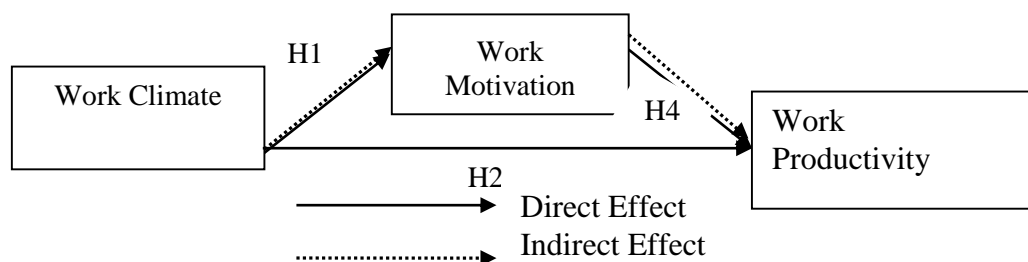 H1
Work
Motivation
Work Climate
H4
Work
Productivity
H2
Direct Effect
Indirect Effect